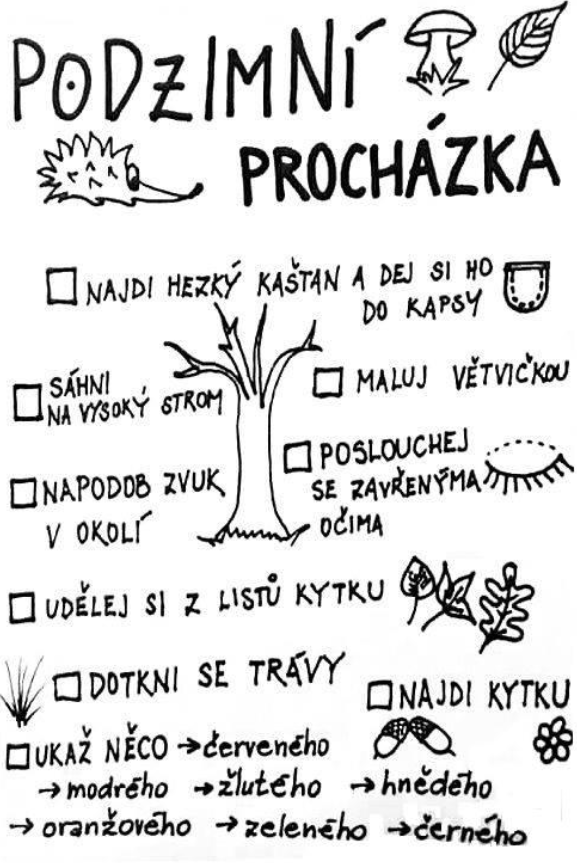 PODZIMNÍ
PROCHÁZKA
NAJDI HEZKÝ KAŠTAN A DEJ SI HO
DO KAPSY
SÁHNI
NA VYSOKÝ STROM
MALUJ VĚTVIČKOU
NAPODOB ZVUK
V OKOLÍ
POSLOUCHEJ
SE ZAVŘENÝMA
OČIMA
UDĚLEJ SI Z LISTŮ KYTKU
DOTKNI SE TRÁVY
NAJDI KYTKU
UKAŽ NĚCO →červeného
→modrého →žlutého →hnědého
→oranžového →zeleného →černého